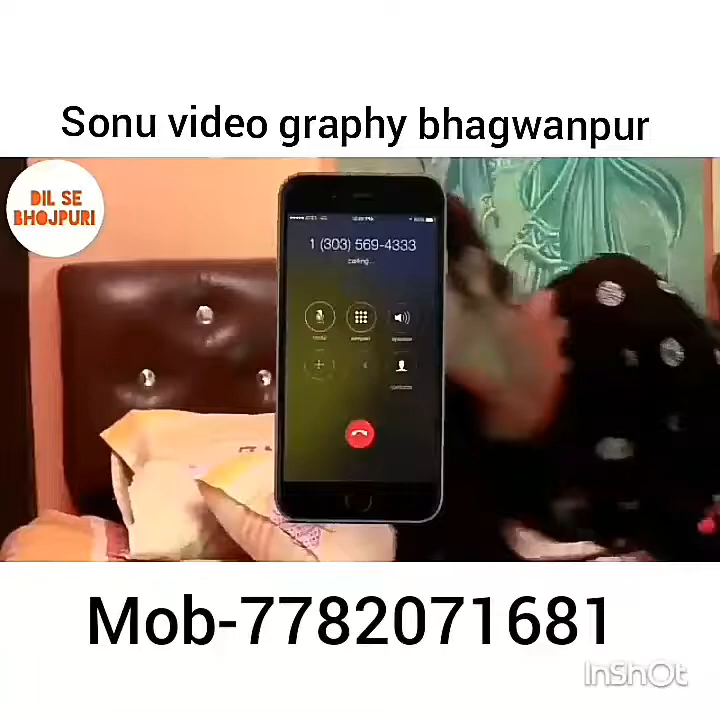 Sonu video graphy bhagwanpur
DIL SE
BHOJPURI
1 (303) 569-4333
calling...
Mob-7782071681
InShOt